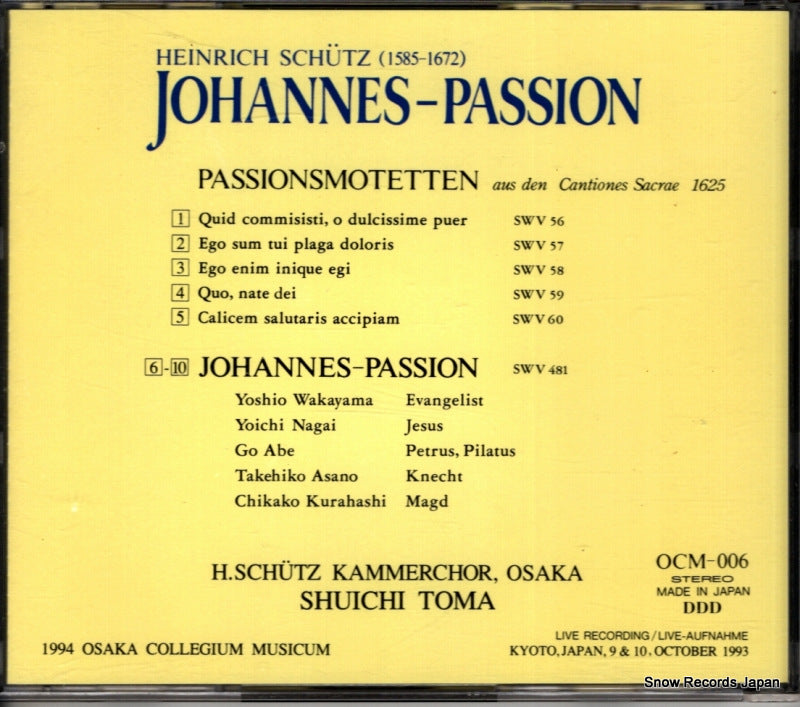 HEINRICH SCHÜTZ (1585-1672)
JOHANNES-PASSION
PASSIONSMOTETTEN aus den Cantiones Sacrae 1625
1 Quid commisisti, o dulcissime puer SWV 56
2 Ego sum tui plaga doloris SWV 57
3 Ego enim inique egi SWV 58
4 Quo, nate dei SWV 59
5 Calicem salutaris accipiam SWV 60
6-10 JOHANNES-PASSION SWV 481
Yoshio Wakayama Evangelist
Yoichi Nagai Jesus
Go Abe Petrus, Pilatus
Takehiko Asano Knecht
Chikako Kurahashi Magd
H.SCHÜTZ KAMMERCHOR, OSAKA
SHUICHI TOMA
OCM-006
STEREO
MADE IN JAPAN
DDD
1994 OSAKA COLLEGIUM MUSICUM
LIVE RECORDING/LIVE-AUFNAHME
KYOTO, JAPAN, 9 & 10, OCTOBER 1993
Snow Records Japan